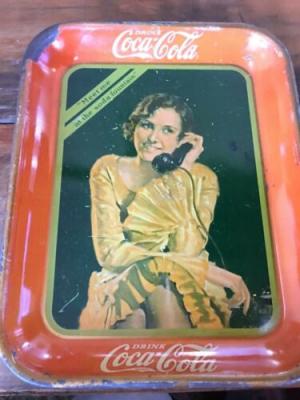 DRINK
Coca-Cola
"Meet me
at the soda fountain"
DRINK
Coca-Cola